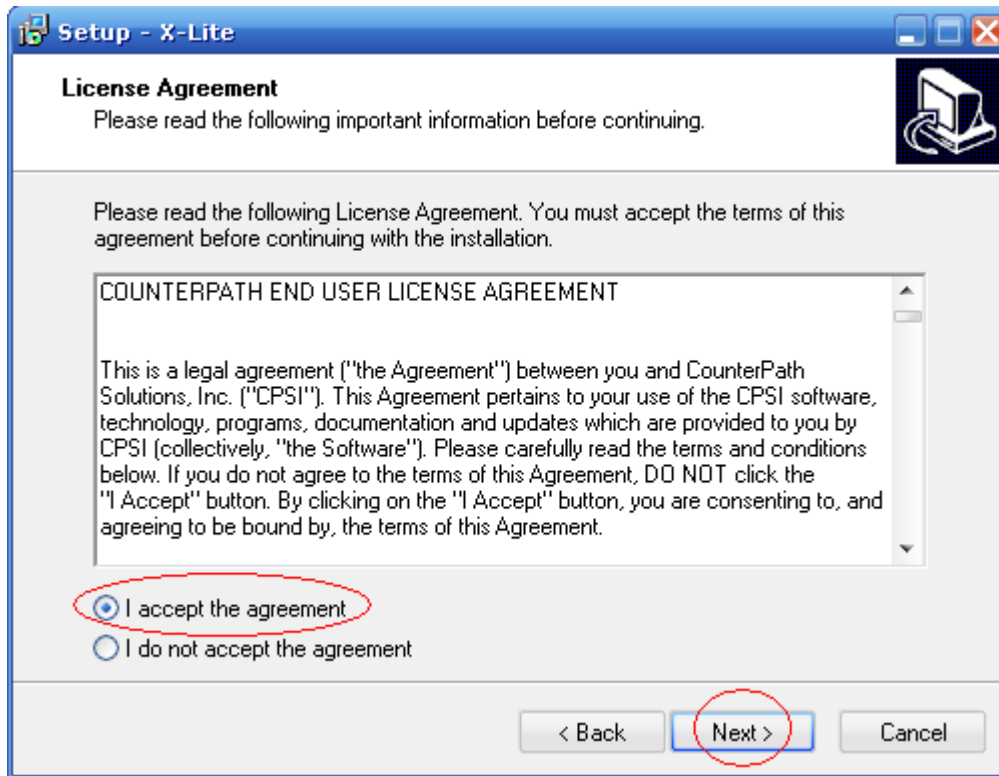 Setup - X-Lite
License Agreement
Please read the following important information before continuing.
Please read the following License Agreement. You must accept the terms of this
agreement before continuing with the installation.
COUNTERPATH END USER LICENSE AGREEMENT
This is a legal agreement ("the Agreement") between you and CounterPath
Solutions, Inc. ("CPSI"). This Agreement pertains to your use of the CPSI software,
technology, programs, documentation and updates which are provided to you by
CPSI (collectively, "the Software"). Please carefully read the terms and conditions
below. If you do not agree to the terms of this Agreement, DO NOT click the
"I Accept" button. By clicking on the "I Accept" button, you are consenting to, and
agreeing to be bound by, the terms of this Agreement.
I accept the agreement
I do not accept the agreement
< Back Next > Cancel